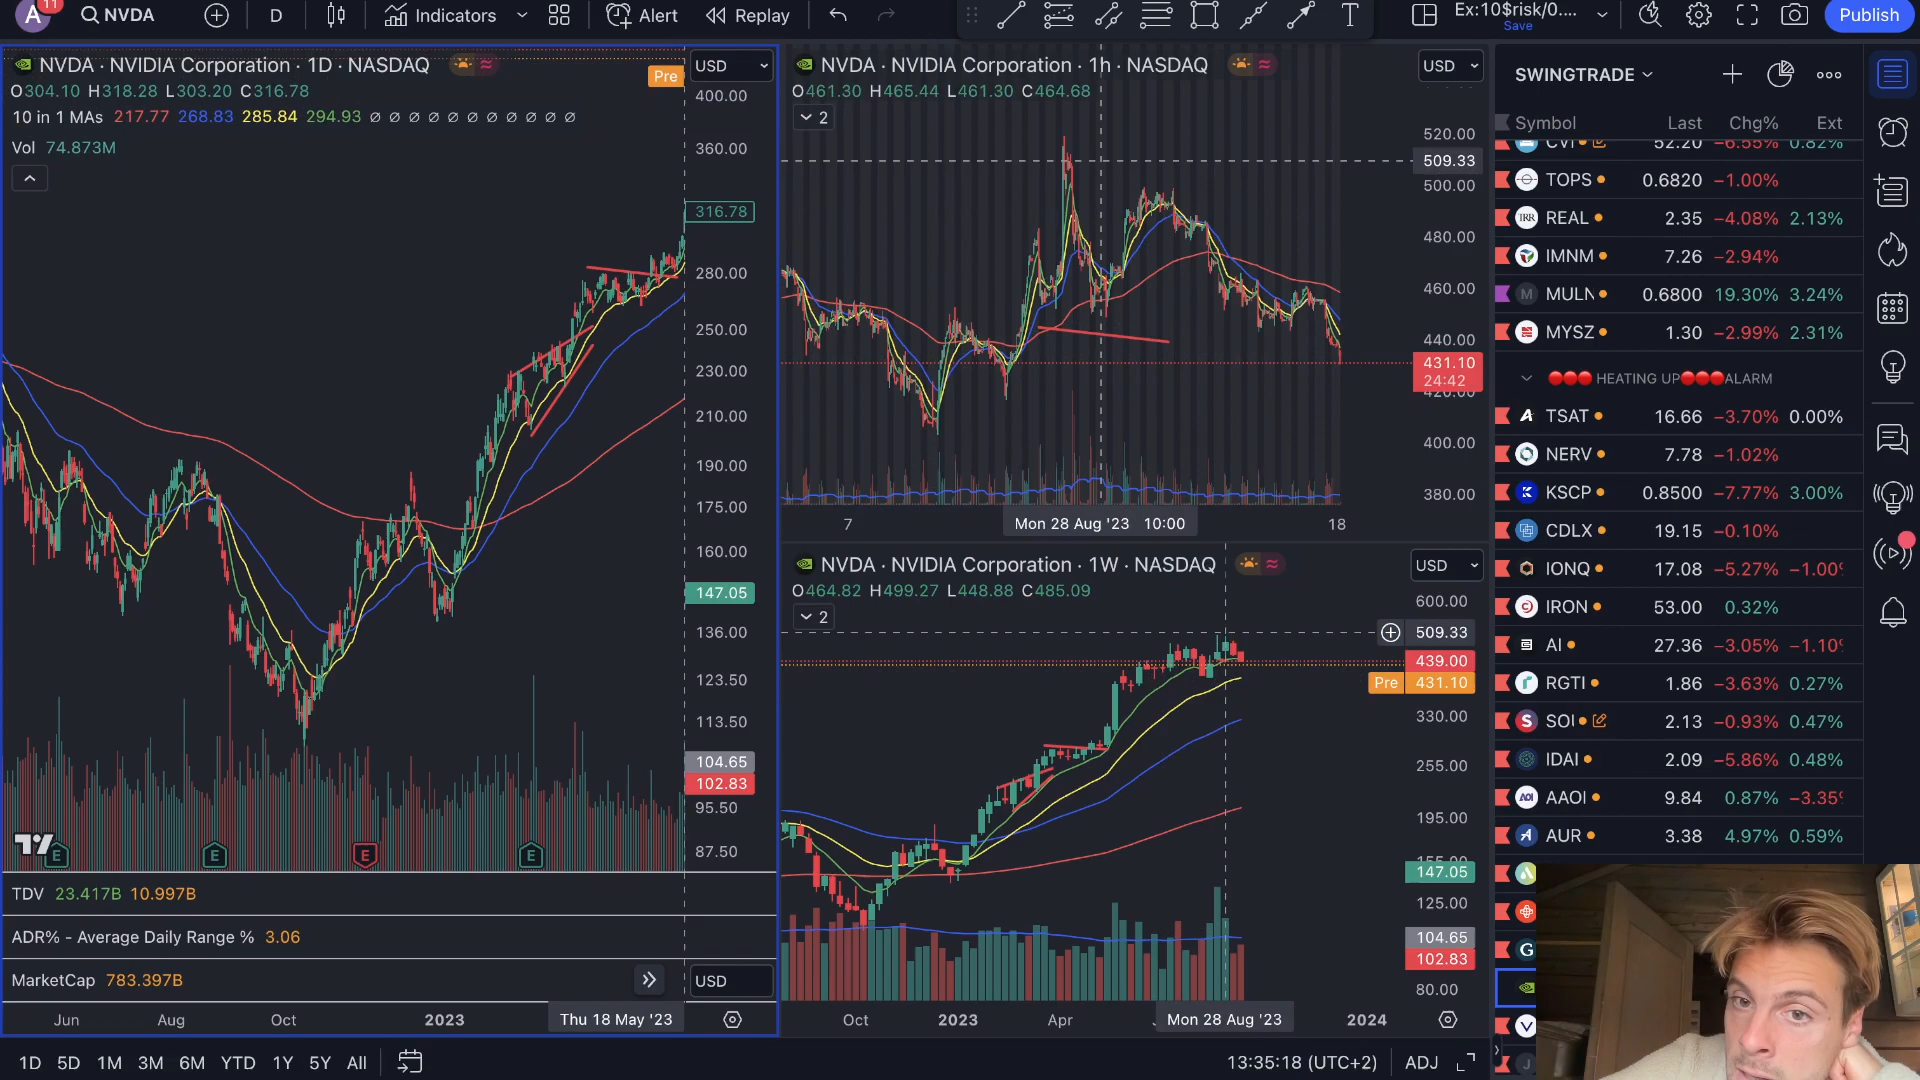 A 11 NVDA D Indicators Alert Replay T Ex:10$risk/0.... Save Publish
NVDA · NVIDIA Corporation · 1D · NASDAQ
Pre
USD
O304.10 H318.28 L303.20 C316.78
10 in 1 MAs 217.77 268.83 285.84 294.93 ∅ ∅ ∅ ∅ ∅ ∅ ∅ ∅ ∅ ∅ ∅
Vol 74.873M
400.00
360.00
316.78
280.00
250.00
230.00
210.00
190.00
175.00
160.00
147.05
136.00
123.50
113.50
104.65
102.83
95.50
87.50
E E E E
TDV 23.417B 10.997B
ADR% - Average Daily Range % 3.06
MarketCap 783.397B
USD
Jun Aug Oct 2023 Thu 18 May '23
NVDA · NVIDIA Corporation · 1h · NASDAQ
USD
O461.30 H465.44 L461.30 C464.68
2
520.00
509.33
500.00
480.00
460.00
440.00
431.10
24:42
420.00
400.00
380.00
7 Mon 28 Aug '23 10:00 18
NVDA · NVIDIA Corporation · 1W · NASDAQ
USD
O464.82 H499.27 L448.88 C485.09
2
600.00
509.33
439.00
Pre 431.10
330.00
255.00
195.00
147.05
125.00
104.65
102.83
80.00
Oct 2023 Apr Mon 28 Aug '23 2024
1D 5D 1M 3M 6M YTD 1Y 5Y All
13:35:18 (UTC+2) ADJ
SWINGTRADE
Symbol Last Chg% Ext
CVI 52.20 −6.55% 0.82%
TOPS 0.6820 −1.00%
REAL 2.35 −4.08% 2.13%
IMNM 7.26 −2.94%
MULN 0.6800 19.30% 3.24%
MYSZ 1.30 −2.99% 2.31%
🔴🔴🔴 HEATING UP🔴🔴🔴ALARM
TSAT 16.66 −3.70% 0.00%
NERV 7.78 −1.02%
KSCP 0.8500 −7.77% 3.00%
CDLX 19.15 −0.10%
IONQ 17.08 −5.27% −1.00
IRON 53.00 0.32%
AI 27.36 −3.05% −1.10
RGTI 1.86 −3.63% 0.27%
SOI 2.13 −0.93% 0.47%
IDAI 2.09 −5.86% 0.48%
AAOI 9.84 0.87% −3.35
AUR 3.38 4.97% 0.59%